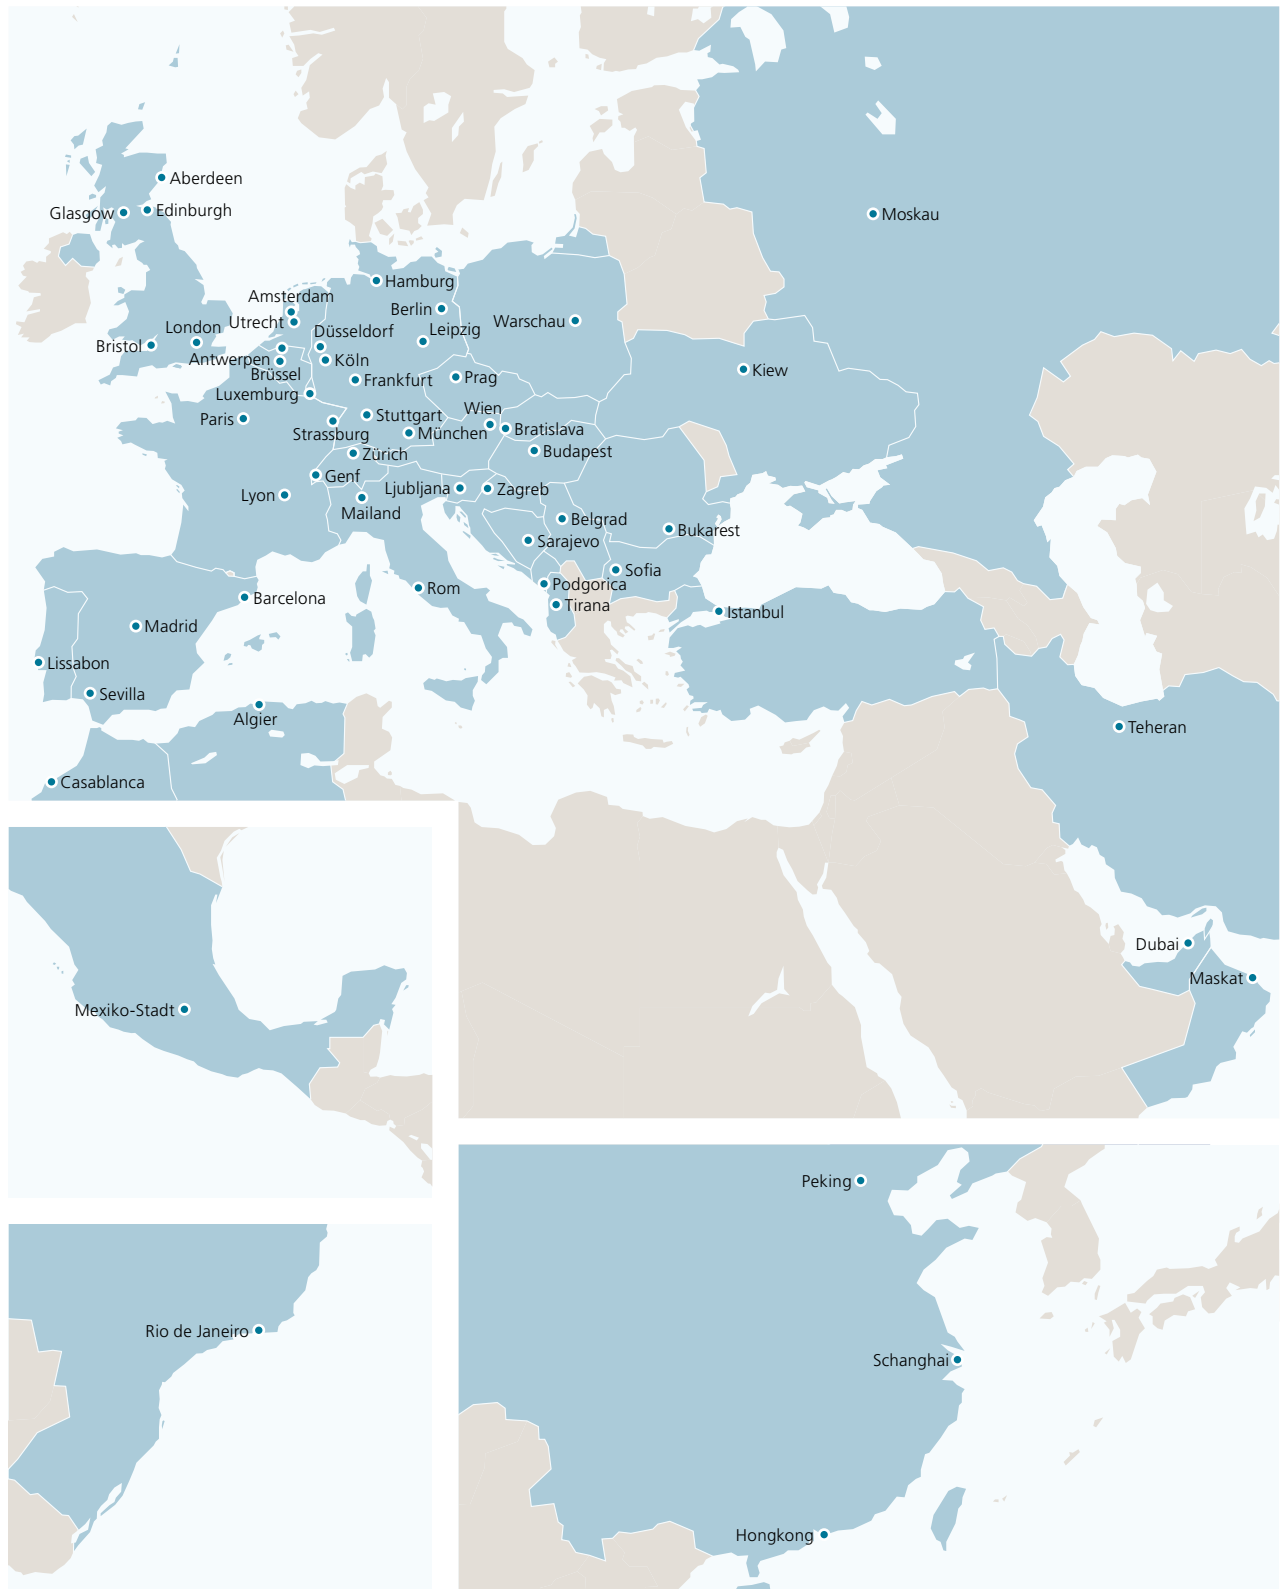 Aberdeen
Glasgow
Edinburgh
Moskau
Hamburg
Amsterdam
Berlin
Utrecht
Warschau
London
Düsseldorf
Leipzig
Bristol
Antwerpen
Köln
Kiew
Brüssel
Frankfurt
Prag
Luxemburg
Paris
Stuttgart
Wien
Strassburg
München
Bratislava
Zürich
Budapest
Genf
Lyon
Ljubljana
Zagreb
Mailand
Belgrad
Bukarest
Sarajevo
Sofia
Podgorica
Rom
Barcelona
Tirana
Istanbul
Madrid
Lissabon
Sevilla
Algier
Teheran
Casablanca
Dubai
Maskat
Mexiko-Stadt
Peking
Rio de Janeiro
Schanghai
Hongkong